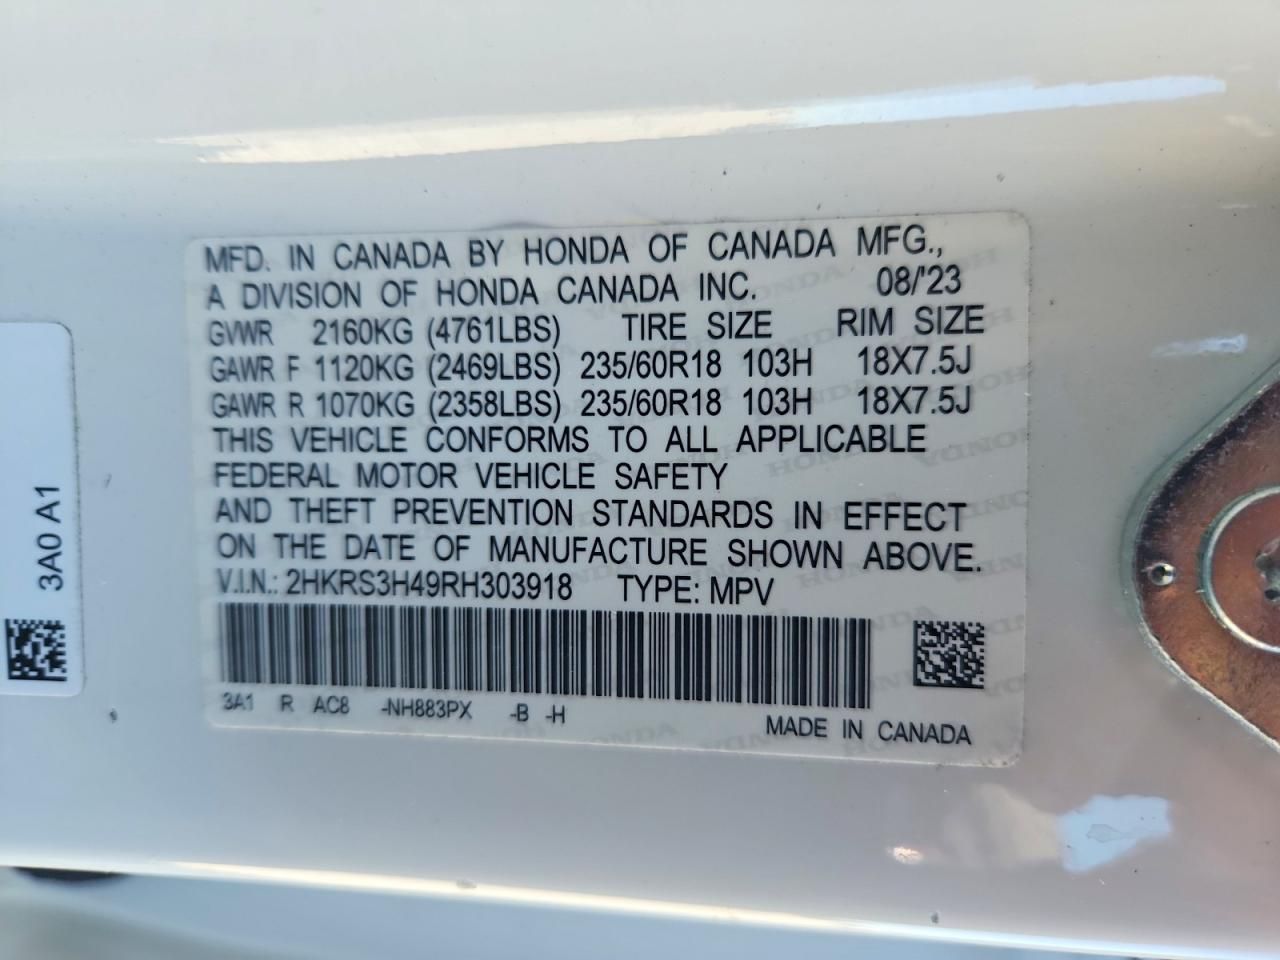 MFD. IN CANADA BY HONDA OF CANADA MFG.,
A DIVISION OF HONDA CANADA INC. 08/'23
GVWR 2160KG (4761LBS) TIRE SIZE RIM SIZE
GAWR F 1120KG (2469LBS) 235/60R18 103H 18X7.5J
GAWR R 1070KG (2358LBS) 235/60R18 103H 18X7.5J
THIS VEHICLE CONFORMS TO ALL APPLICABLE
FEDERAL MOTOR VEHICLE SAFETY
AND THEFT PREVENTION STANDARDS IN EFFECT
ON THE DATE OF MANUFACTURE SHOWN ABOVE.
V.I.N.: 2HKRS3H49RH303918 TYPE: MPV
3A1 R AC8 -NH883PX -B -H
MADE IN CANADA
3A0 A1